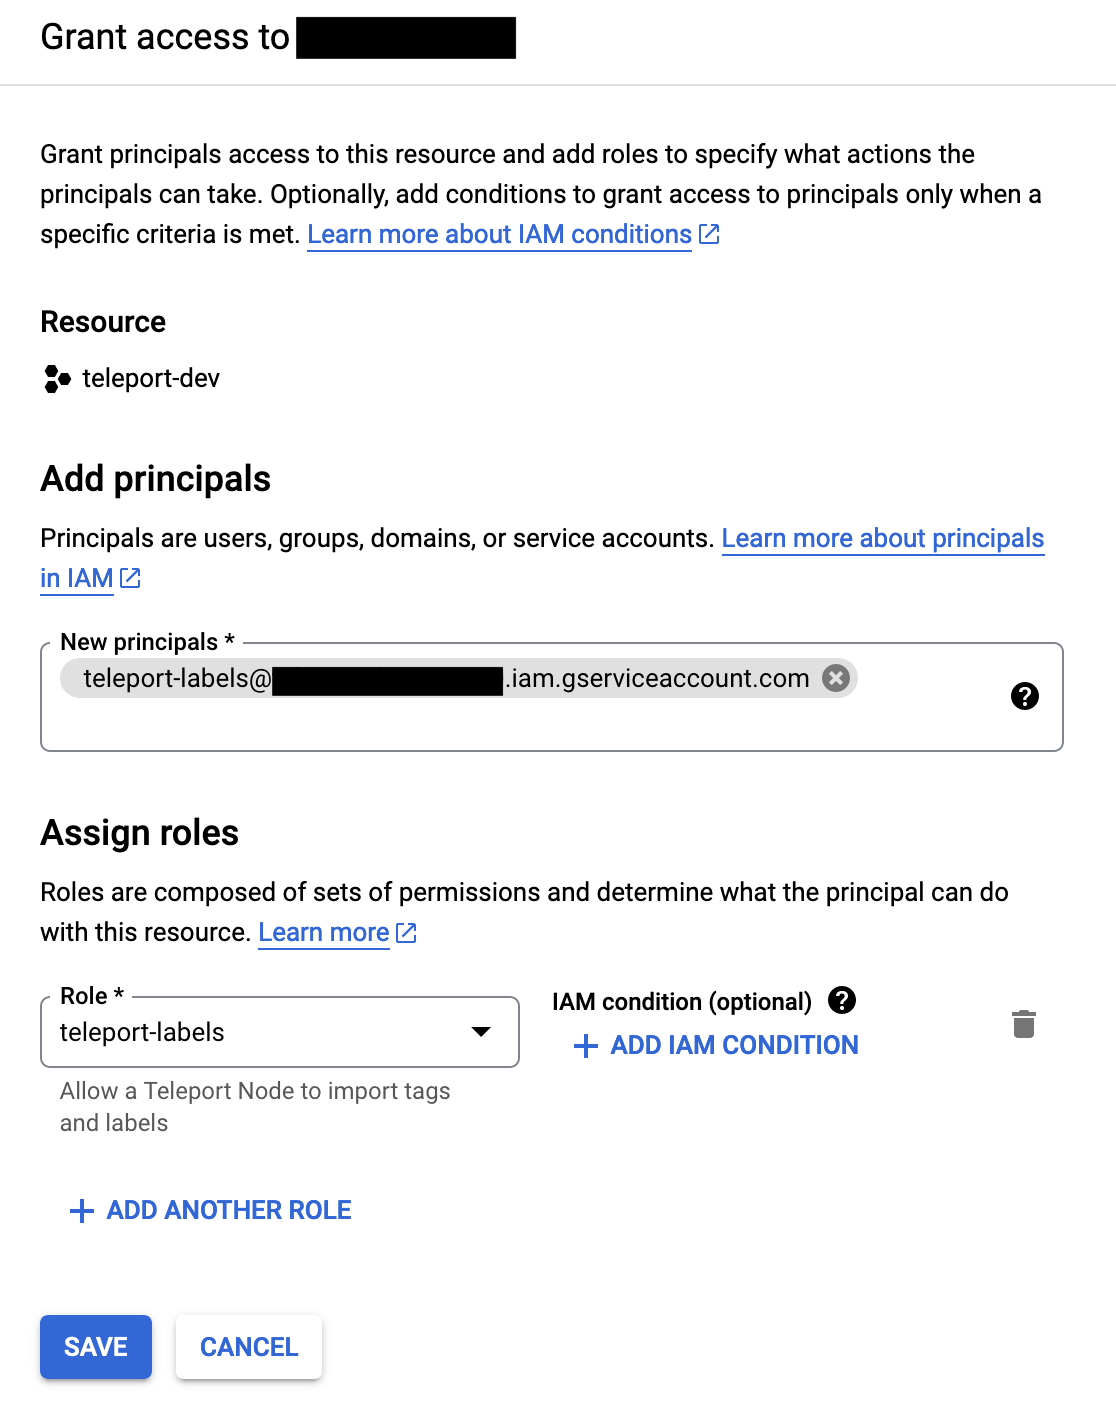 Grant access to
Grant principals access to this resource and add roles to specify what actions the
principals can take. Optionally, add conditions to grant access to principals only when a
specific criteria is met. Learn more about IAM conditions
Resource
teleport-dev
Add principals
Principals are users, groups, domains, or service accounts. Learn more about principals
in IAM
New principals *
teleport-labels@ .iam.gserviceaccount.com
Assign roles
Roles are composed of sets of permissions and determine what the principal can do
with this resource. Learn more
Role *
teleport-labels
IAM condition (optional)
+ ADD IAM CONDITION
Allow a Teleport Node to import tags
and labels
+ ADD ANOTHER ROLE
SAVE
CANCEL